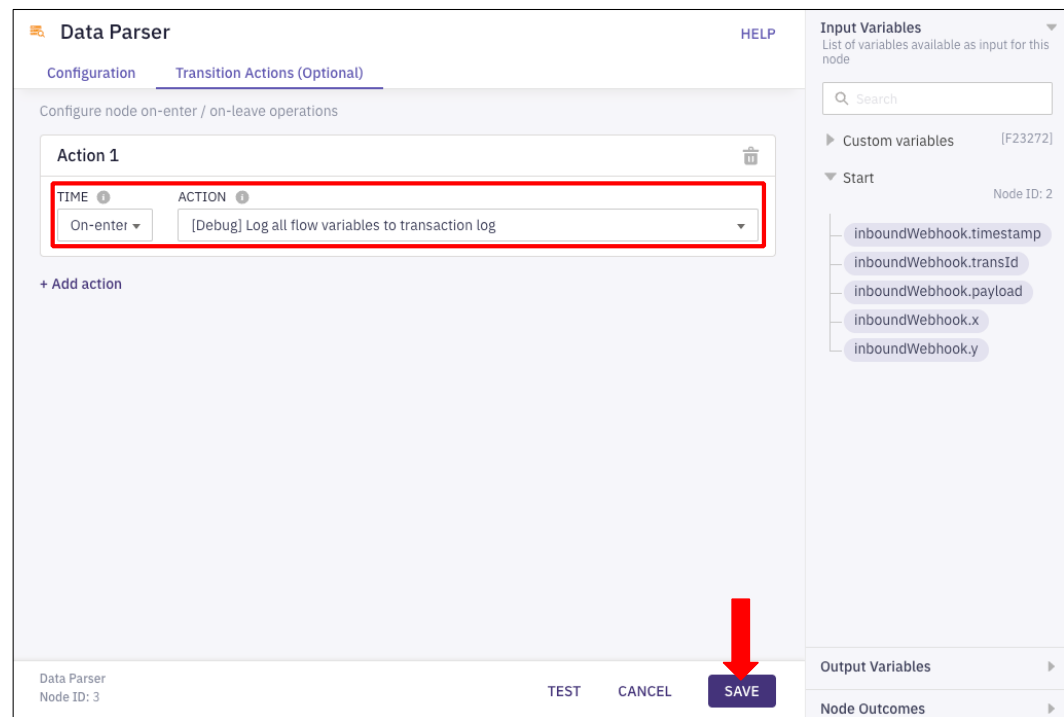 Data Parser
HELP
Configuration
Transition Actions (Optional)
Configure node on-enter / on-leave operations
Action 1
TIME
ACTION
On-enter
[Debug] Log all flow variables to transaction log
+ Add action
Data Parser
Node ID: 3
TEST
CANCEL
SAVE
Input Variables
List of variables available as input for this
node
Search
Custom variables
[F23272]
Start
Node ID: 2
inboundWebhook.timestamp
inboundWebhook.transId
inboundWebhook.payload
inboundWebhook.x
inboundWebhook.y
Output Variables
Node Outcomes